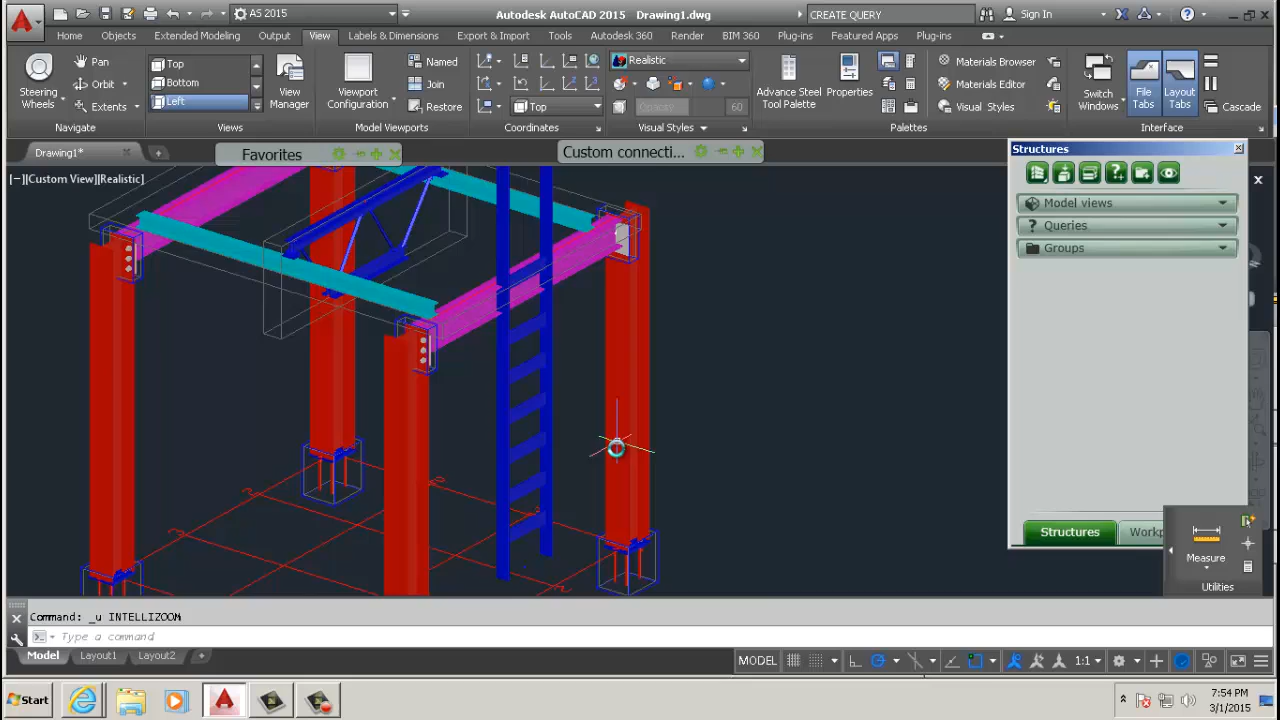 AS 2015
Autodesk AutoCAD 2015 Drawing1.dwg
CREATE QUERY
Sign In
Home
Objects
Extended Modeling
Output
View
Labels & Dimensions
Export & Import
Tools
Autodesk 360
Render
BIM 360
Plug-ins
Featured Apps
Plug-ins
Steering Wheels
Pan
Orbit
Extents
Navigate
Top
Bottom
Left
View Manager
Views
Viewport Configuration
Named
Join
Restore
Model Viewports
Top
Coordinates
Realistic
Opacity
60
Visual Styles
Advance Steel Tool Palette
Properties
Materials Browser
Materials Editor
Visual Styles
Palettes
Switch Windows
File Tabs
Layout Tabs
Cascade
Interface
Drawing1*
Favorites
Custom connecti...
[−][Custom View][Realistic]
Structures
Model views
Queries
Groups
Structures
Workp
Measure
Utilities
Command: _u INTELLIZOOM
Type a command
Model
Layout1
Layout2
MODEL
1:1
Start
7:54 PM
3/1/2015